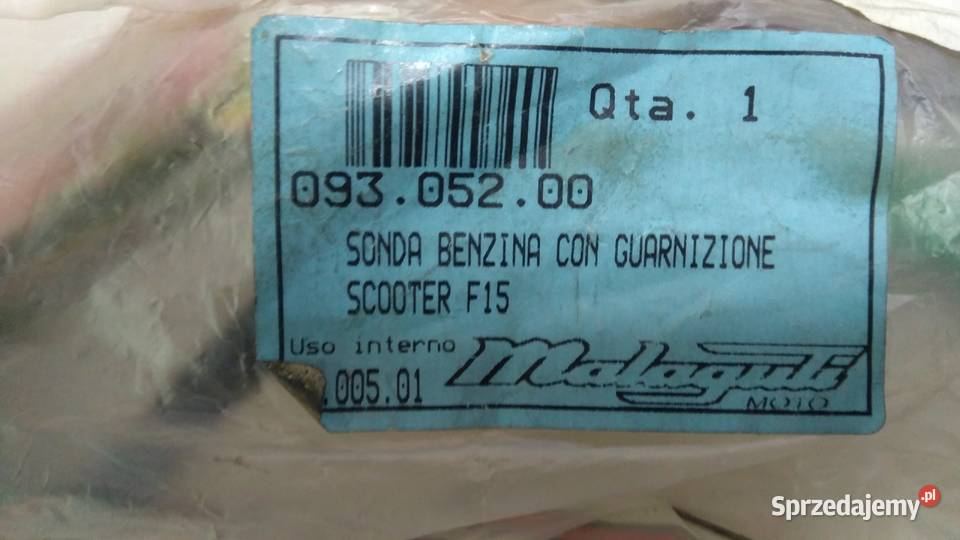 Qta. 1
093.052.00
SONDA BENZINA CON GUARNIZIONE
SCOOTER F15
Uso interno
.005.01
Malaguti
MOTO
Sprzedajemy.pl